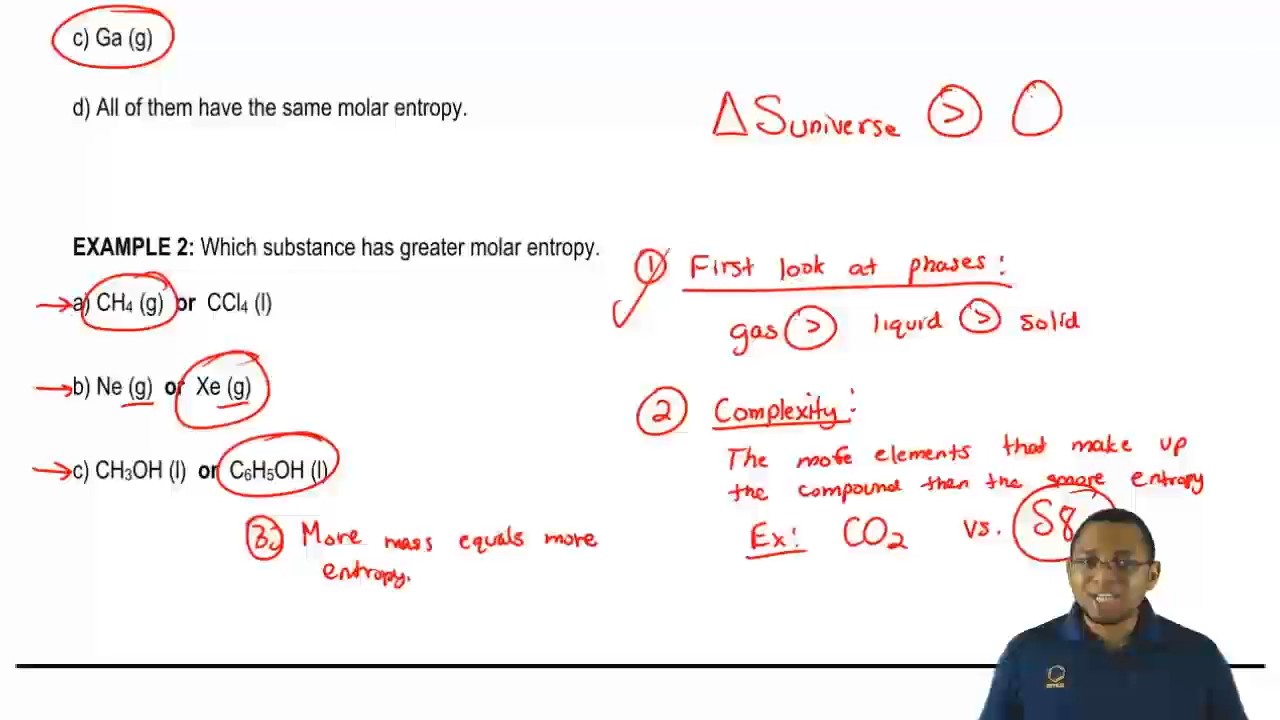 c) Ga (g)
d) All of them have the same molar entropy.
ΔSuniverse > 0
EXAMPLE 2: Which substance has greater molar entropy.
a) CH₄ (g) or CCl₄ (l)
b) Ne (g) or Xe (g)
c) CH₃OH (l) or C₆H₅OH (l)
3. More mass equals more
entropy.
1 First look at phases:
gas > liquid > solid
2 Complexity:
The more elements that make up
the compound then the more entropy
Ex: CO₂ vs. S8